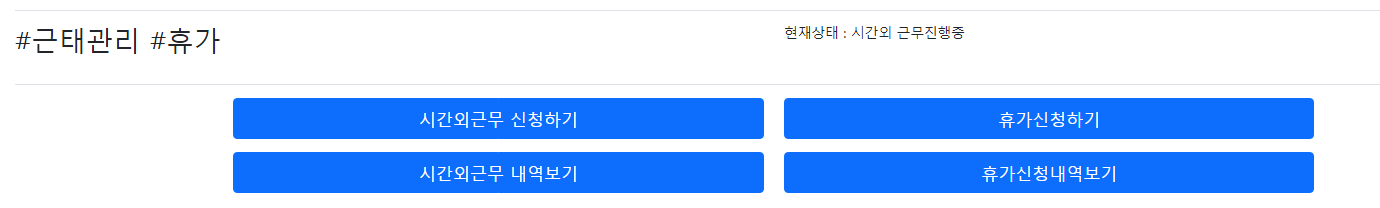 #근태관리 #휴가
현재상태 : 시간외 근무진행중
시간외근무 신청하기
휴가신청하기
시간외근무 내역보기
휴가신청내역보기